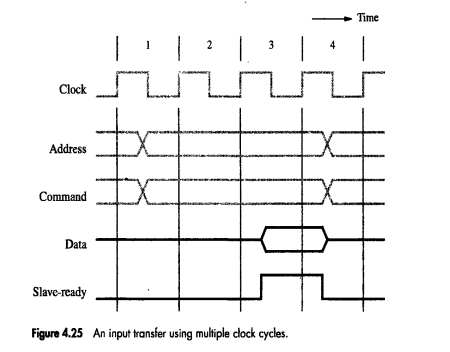 Time
1 2 3 4
Clock
Address
Command
Data
Slave-ready
Figure 4.25 An input transfer using multiple clock cycles.